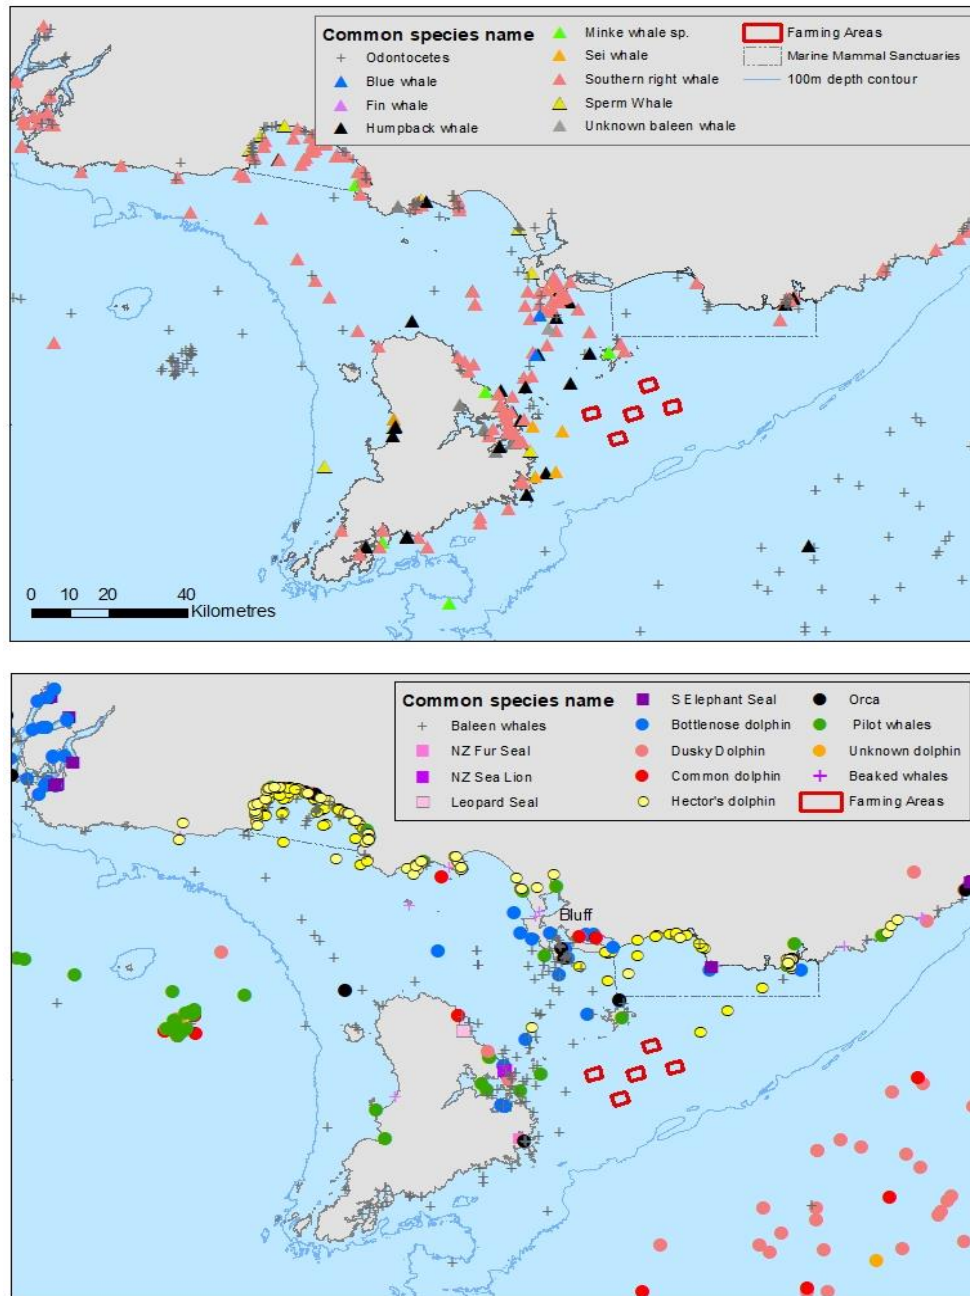 Common species name
Odontocetes
Blue whale
Fin whale
Humpback whale
Minke whale sp.
Sei whale
Southern right whale
Sperm Whale
Unknown baleen whale
Farming Areas
Marine Mammal Sanctuaries
100m depth contour
0 10 20 40
Kilometres
Common species name
Baleen whales
NZ Fur Seal
NZ Sea Lion
Leopard Seal
S Elephant Seal
Bottlenose dolphin
Dusky Dolphin
Common dolphin
Hector's dolphin
Orca
Pilot whales
Unknown dolphin
Beaked whales
Farming Areas
Bluff